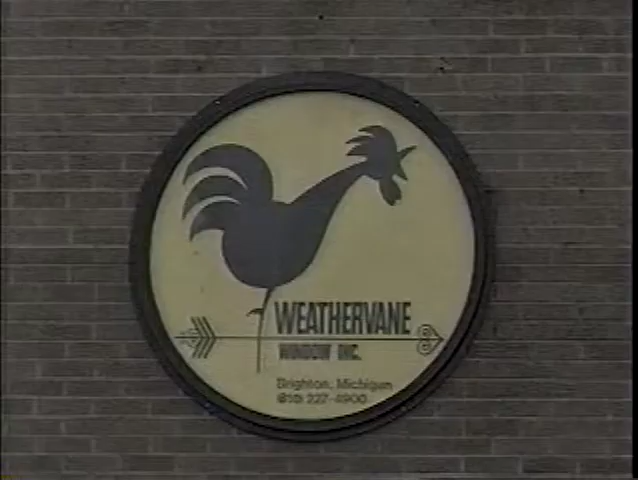 WEATHERVANE
WINDOW INC.
Brighton, Michigan
(810) 227-4900